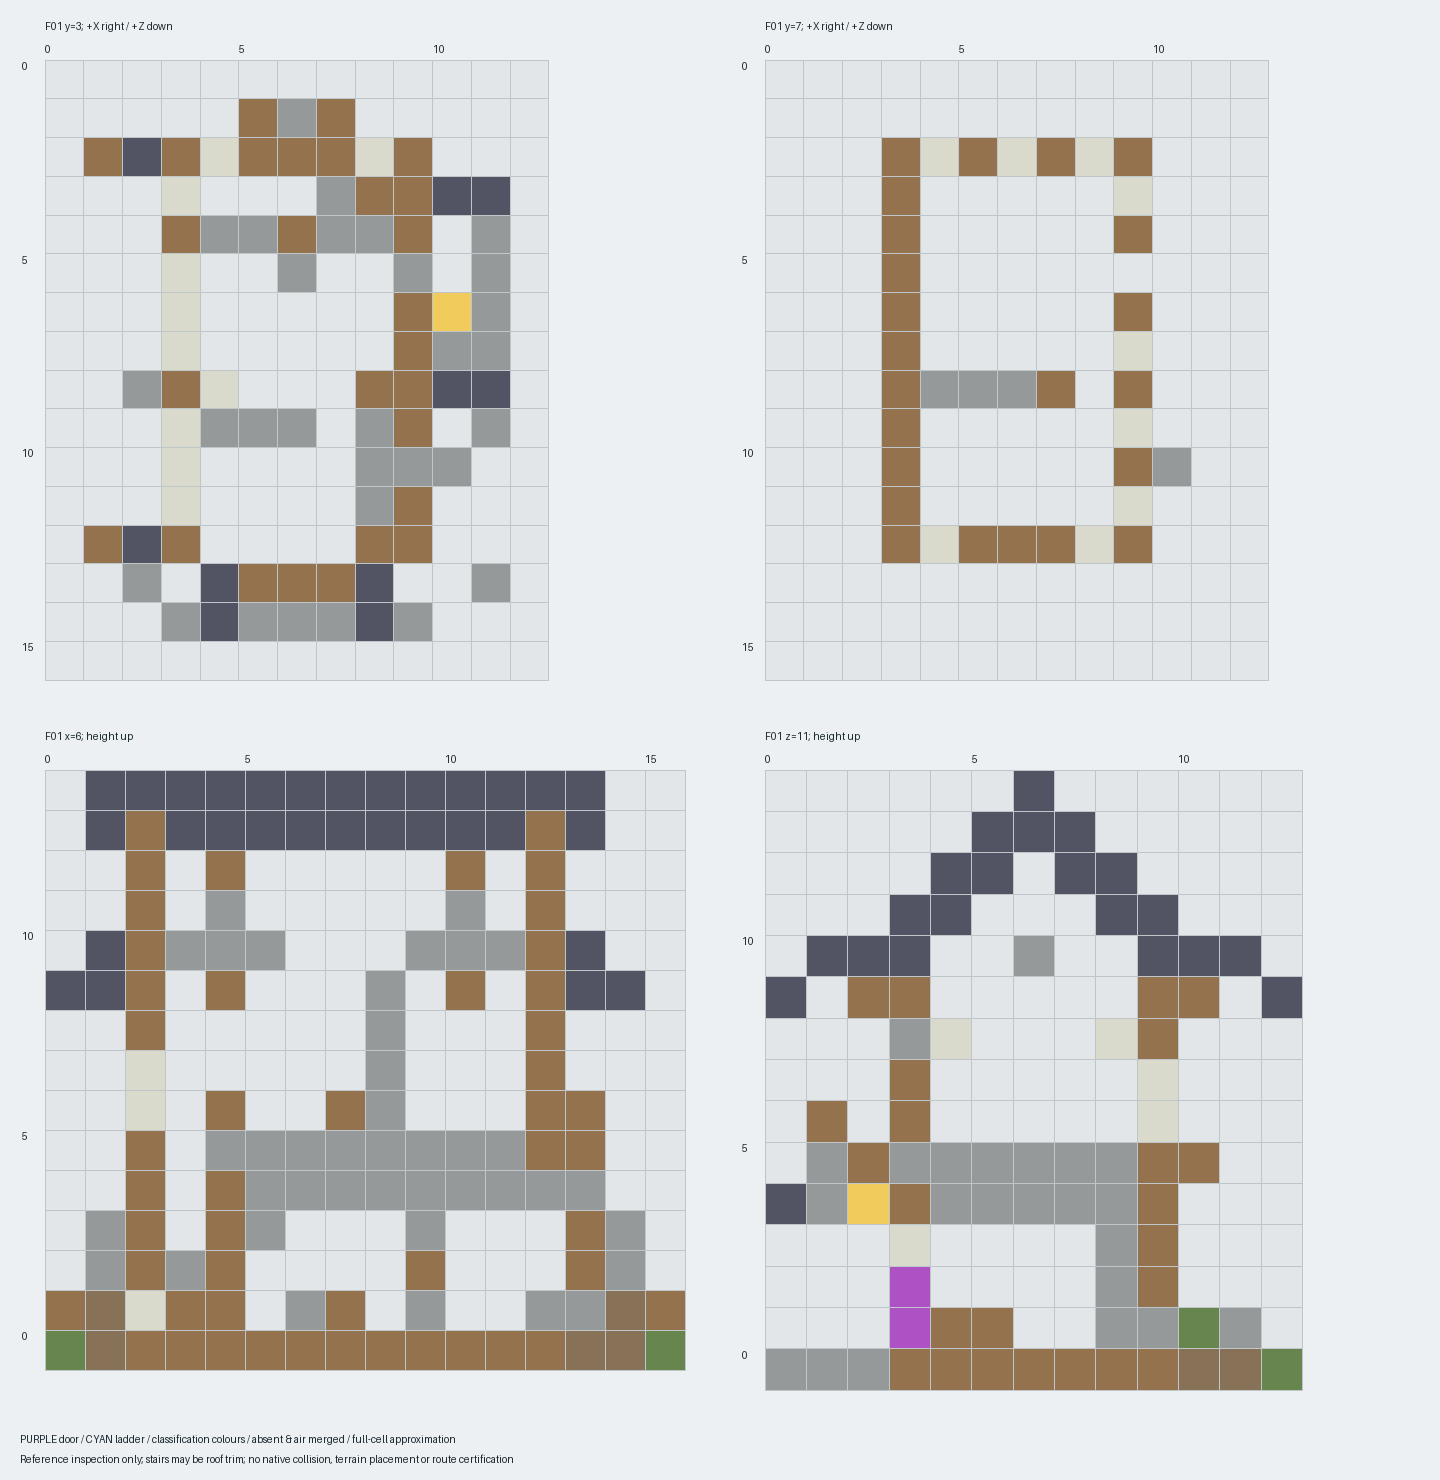 F01 y=3; +X right / +Z down
F01 y=7; +X right / +Z down
0 5 10
0 5 10
0
0
5
5
10
10
15
15
F01 x=6; height up
F01 z=11; height up
0 5 10 15
0 5 10
10
10
5
5
0
0
PURPLE door / CYAN ladder / classification colours / absent & air merged / full-cell approximation
Reference inspection only; stairs may be roof trim; no native collision, terrain placement or route certification